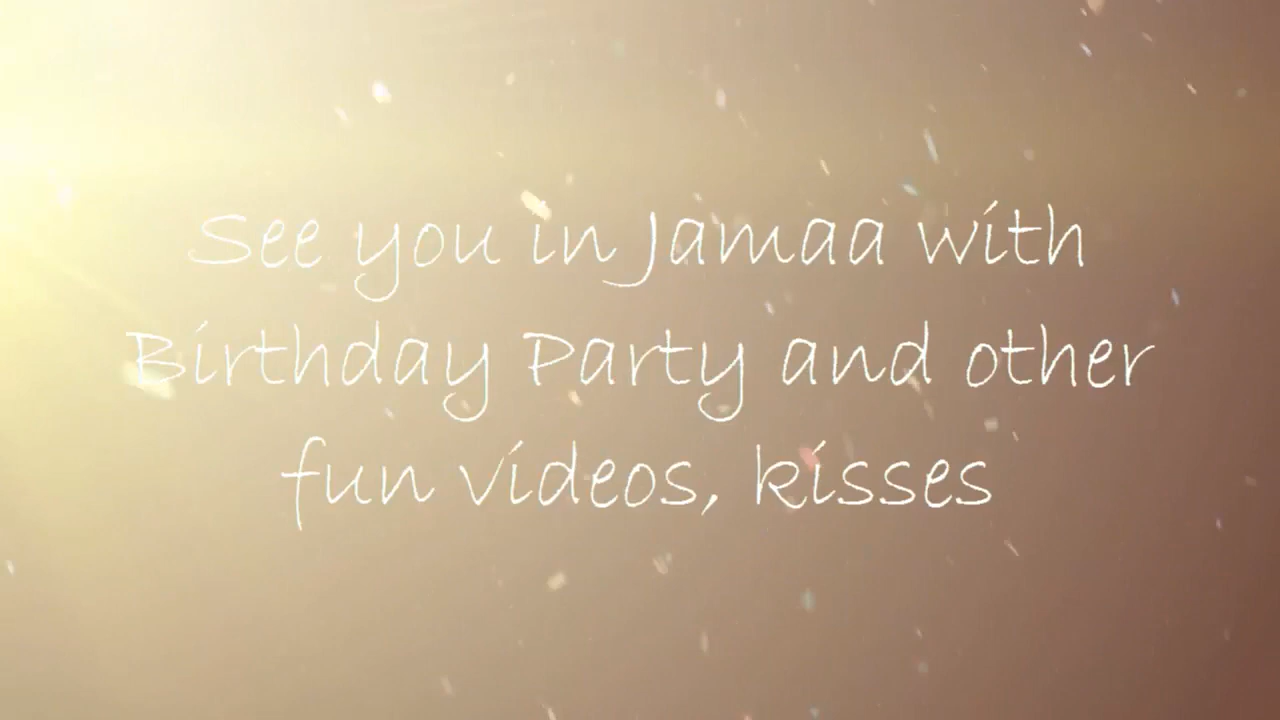 See you in Jamaa with
Birthday Party and other
fun videos, kisses